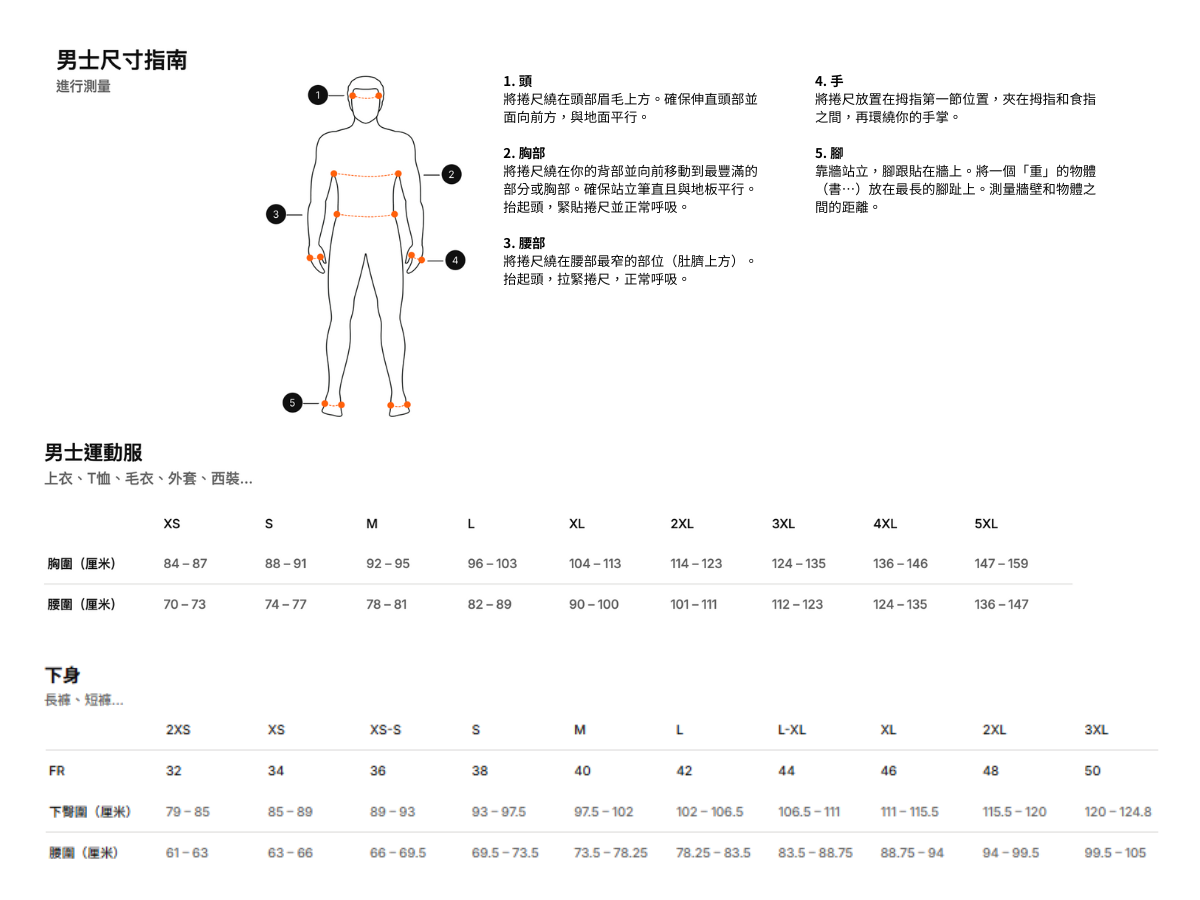 男士尺寸指南
進行測量
1
2
3
4
5
1. 頭
將捲尺繞在頭部眉毛上方。確保伸直頭部並
面向前方，與地面平行。
2. 胸部
將捲尺繞在你的背部並向前移動到最豐滿的
部分或胸部。確保站立筆直且與地板平行。
抬起頭，緊貼捲尺並正常呼吸。
3. 腰部
將捲尺繞在腰部最窄的部位（肚臍上方）。
抬起頭，拉緊捲尺，正常呼吸。
4. 手
將捲尺放置在拇指第一節位置，夾在拇指和食指
之間，再環繞你的手掌。
5. 腳
靠牆站立，腳跟貼在牆上。將一個「重」的物體
（書…）放在最長的腳趾上。測量牆壁和物體之
間的距離。
男士運動服
上衣、T恤、毛衣、外套、西裝...
XS S M L XL 2XL 3XL 4XL 5XL
胸圍（厘米） 84 – 87 88 – 91 92 – 95 96 – 103 104 – 113 114 – 123 124 – 135 136 – 146 147 – 159
腰圍（厘米） 70 – 73 74 – 77 78 – 81 82 – 89 90 – 100 101 – 111 112 – 123 124 – 135 136 – 147
下身
長褲、短褲...
2XS XS XS-S S M L L-XL XL 2XL 3XL
FR 32 34 36 38 40 42 44 46 48 50
下臀圍（厘米） 79 – 85 85 – 89 89 – 93 93 – 97.5 97.5 – 102 102 – 106.5 106.5 – 111 111 – 115.5 115.5 – 120 120 – 124.8
腰圍（厘米） 61 – 63 63 – 66 66 – 69.5 69.5 – 73.5 73.5 – 78.25 78.25 – 83.5 83.5 – 88.75 88.75 – 94 94 – 99.5 99.5 – 105